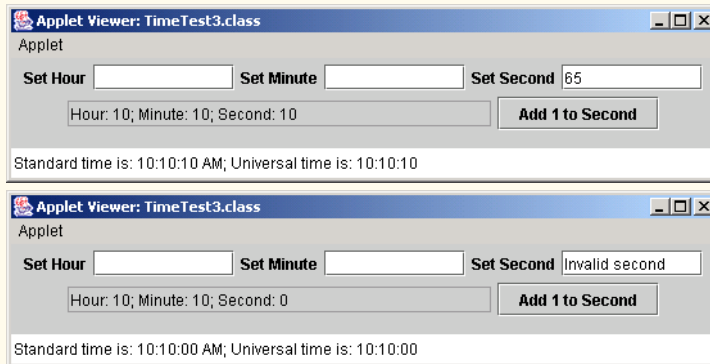 Applet Viewer: TimeTest3.class
Applet
Set Hour Set Minute Set Second 65
Hour: 10; Minute: 10; Second: 10 Add 1 to Second
Standard time is: 10:10:10 AM; Universal time is: 10:10:10
Applet Viewer: TimeTest3.class
Applet
Set Hour Set Minute Set Second Invalid second
Hour: 10; Minute: 10; Second: 0 Add 1 to Second
Standard time is: 10:10:00 AM; Universal time is: 10:10:00